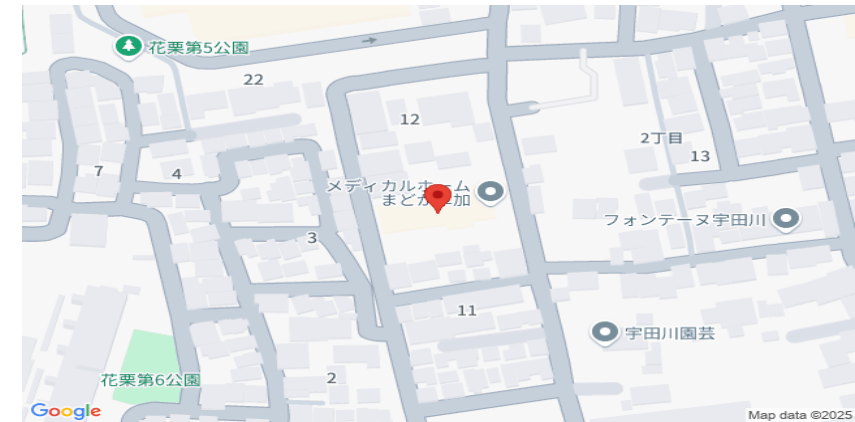 花栗第5公園
22
12
2丁目
13
7
4
メディカルホーム
まどか草加
フォンテーヌ宇田川
3
11
宇田川園芸
花栗第6公園
2
Google
Map data ©2025